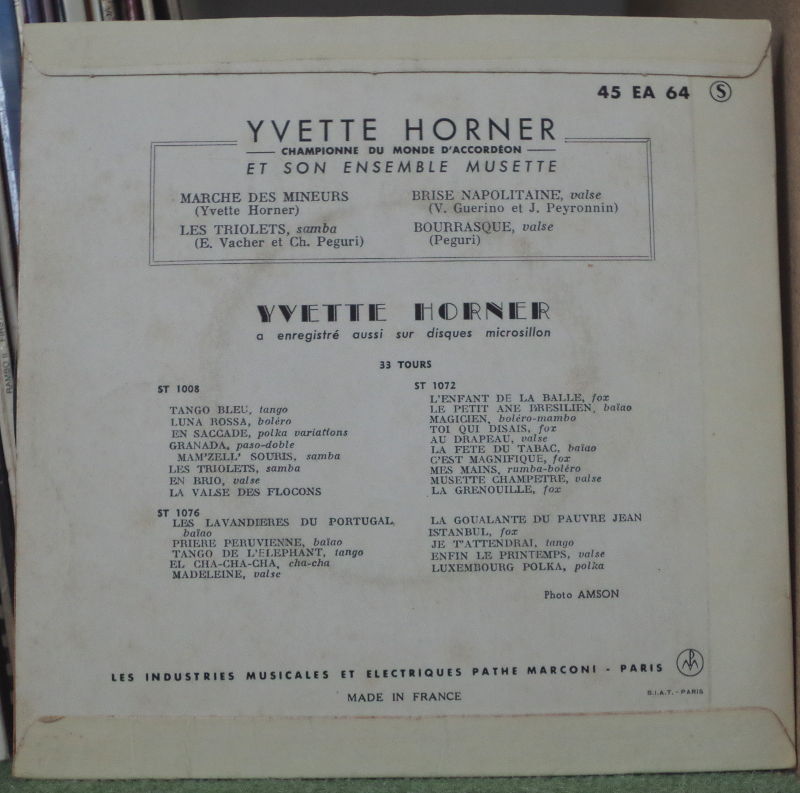 45 EA 64 S
YVETTE HORNER
CHAMPIONNE DU MONDE D'ACCORDÉON
ET SON ENSEMBLE MUSETTE
MARCHE DES MINEURS
(Yvette Horner)
LES TRIOLETS, samba
(E. Vacher et Ch. Peguri)
BRISE NAPOLITAINE, valse
(V. Guerino et J. Peyronnin)
BOURRASQUE, valse
(Peguri)
YVETTE HORNER
a enregistré aussi sur disques microsillon
33 TOURS
ST 1008
TANGO BLEU, tango
LUNA ROSSA, boléro
EN SACCADE, polka variations
GRANADA, paso-doble
MAM'ZELL' SOURIS, samba
LES TRIOLETS, samba
EN BRIO, valse
LA VALSE DES FLOCONS
ST 1072
L'ENFANT DE LA BALLE, fox
LE PETIT ANE BRESILIEN, baïao
MAGICIEN, boléro-mambo
TOI QUI DISAIS, fox
AU DRAPEAU, valse
LA FETE DU TABAC, baïao
C'EST MAGNIFIQUE, fox
MES MAINS, rumba-boléro
MUSETTE CHAMPETRE, valse
LA GRENOUILLE, fox
ST 1076
LES LAVANDIERES DU PORTUGAL,
baïao
PRIERE PERUVIENNE, baïao
TANGO DE L'ELEPHANT, tango
EL CHA-CHA-CHA, cha-cha
MADELEINE, valse
LA GOUALANTE DU PAUVRE JEAN
ISTANBUL, fox
JE T'ATTENDRAI, tango
ENFIN LE PRINTEMPS, valse
LUXEMBOURG POLKA, polka
Photo AMSON
LES INDUSTRIES MUSICALES ET ELECTRIQUES PATHE MARCONI - PARIS
MADE IN FRANCE
S.I.A.T. - PARIS